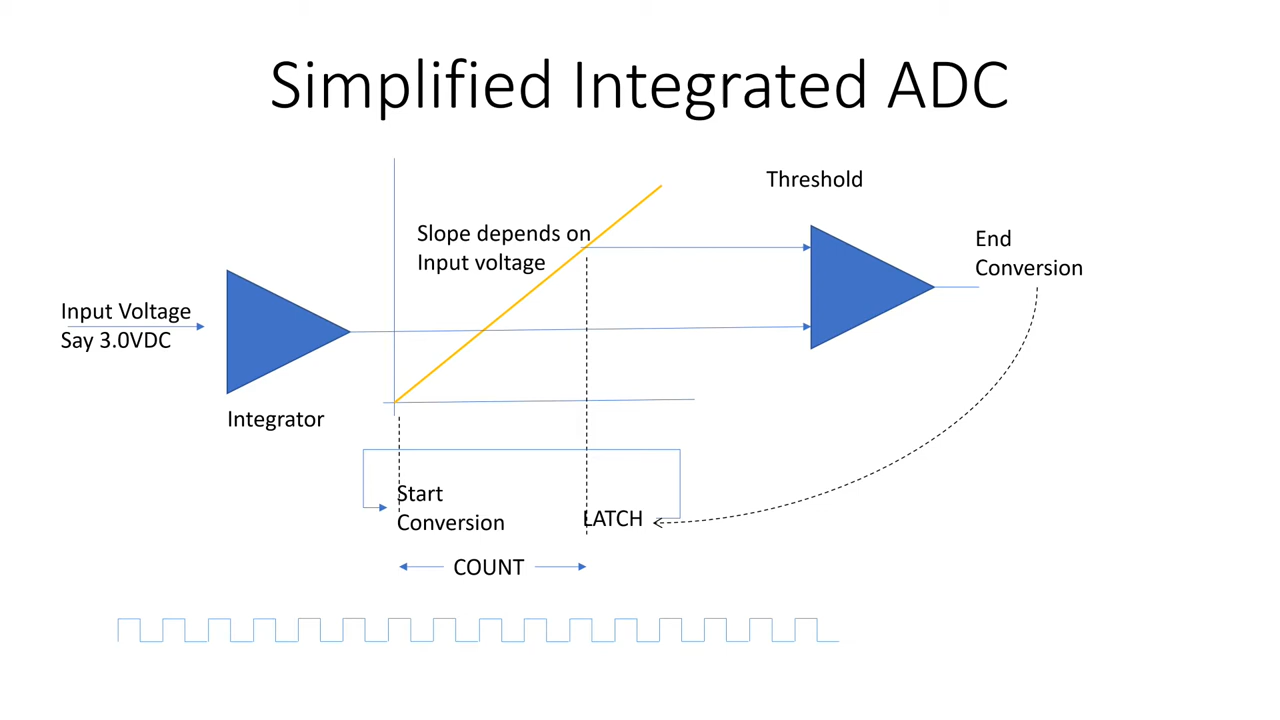 Simplified Integrated ADC
Threshold
Slope depends on
Input voltage
End
Conversion
Input Voltage
Say 3.0VDC
Integrator
Start
Conversion
LATCH
COUNT